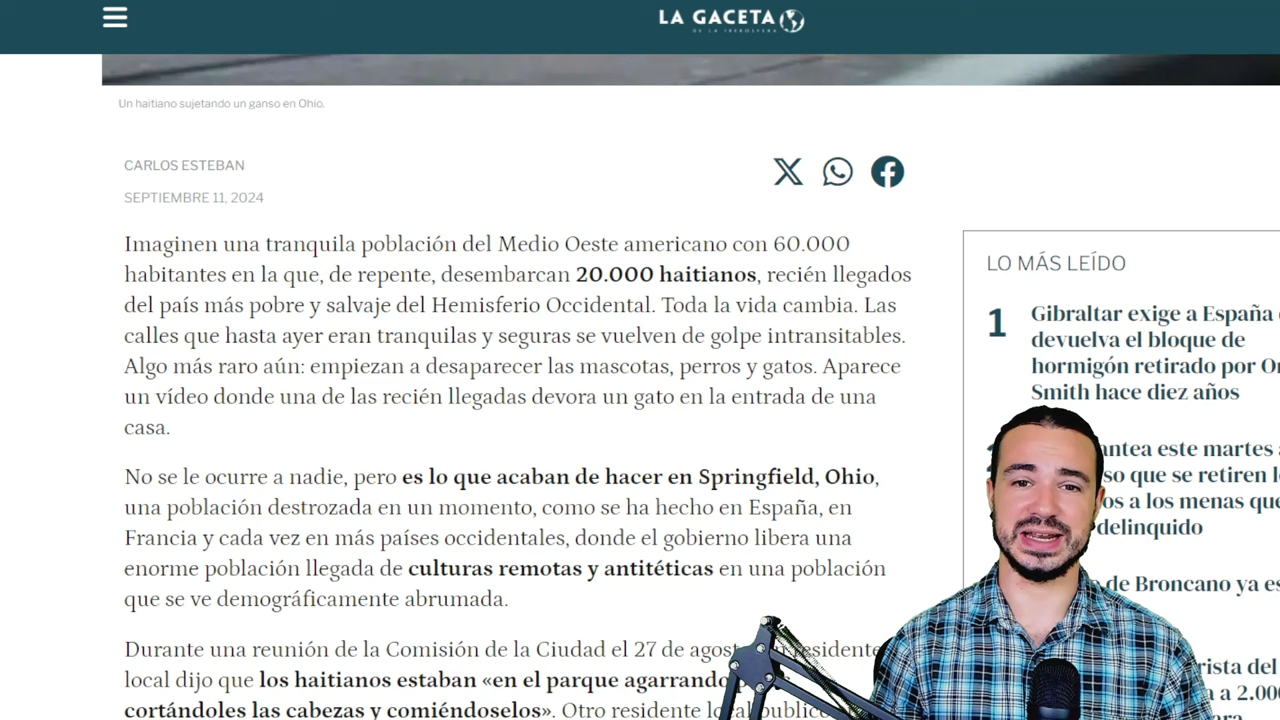 LA GACETA
DE LA IBEROSFERA
Un haitiano sujetando un ganso en Ohio.
CARLOS ESTEBAN
SEPTIEMBRE 11, 2024
Imaginen una tranquila población del Medio Oeste americano con 60.000
habitantes en la que, de repente, desembarcan 20.000 haitianos, recién llegados
del país más pobre y salvaje del Hemisferio Occidental. Toda la vida cambia. Las
calles que hasta ayer eran tranquilas y seguras se vuelven de golpe intransitables.
Algo más raro aún: empiezan a desaparecer las mascotas, perros y gatos. Aparece
un vídeo donde una de las recién llegadas devora un gato en la entrada de una
casa.
No se le ocurre a nadie, pero es lo que acaban de hacer en Springfield, Ohio,
una población destrozada en un momento, como se ha hecho en España, en
Francia y cada vez en más países occidentales, donde el gobierno libera una
enorme población llegada de culturas remotas y antitéticas en una población
que se ve demográficamente abrumada.
Durante una reunión de la Comisión de la Ciudad el 27 de agost residente
local dijo que los haitianos estaban «en el parque agarrando
cortándoles las cabezas y comiéndoselos». Otro residente local public
LO MÁS LEÍDO
1 Gibraltar exige a España
devuelva el bloque de
hormigón retirado por Or
Smith hace diez años
antea este martes
so que se retiren l
os a los menas que
delinquido
de Broncano ya es
rista del
a 2.000
ara